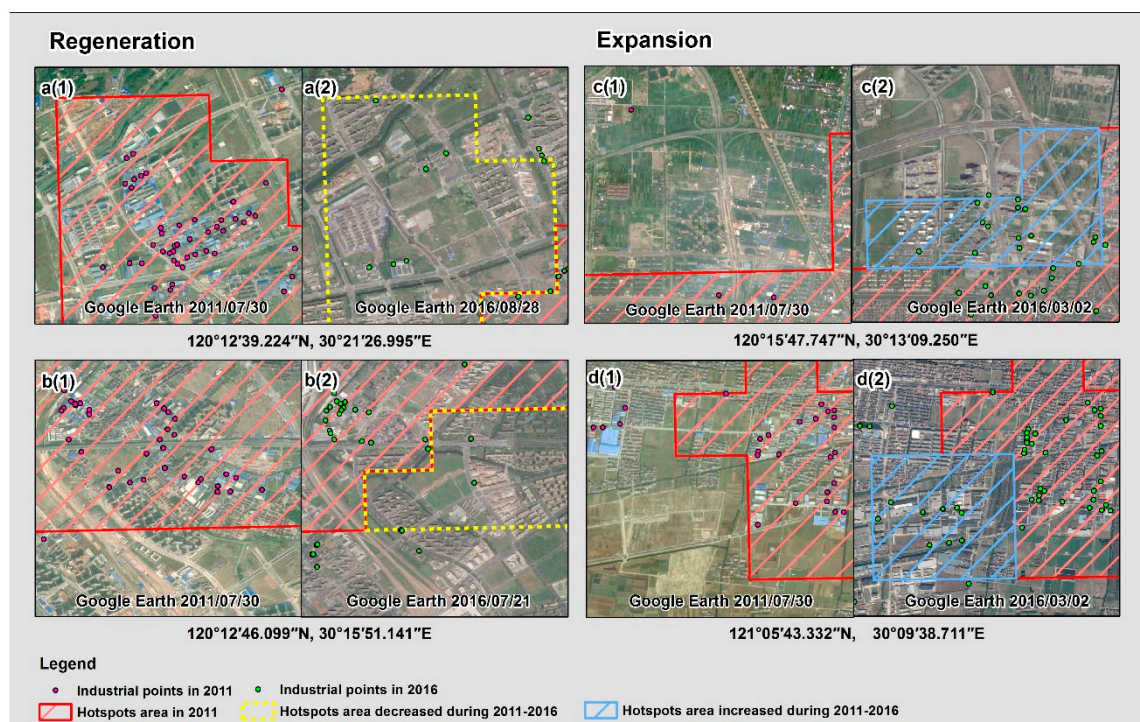 Regeneration
Expansion
a(1)
a(2)
c(1)
c(2)
Google Earth 2011/07/30
Google Earth 2016/08/28
Google Earth 2011/07/30
Google Earth 2016/03/02
120°12′39.224″N, 30°21′26.995″E
120°15′47.747″N, 30°13′09.250″E
b(1)
b(2)
d(1)
d(2)
Google Earth 2011/07/30
Google Earth 2016/07/21
Google Earth 2011/07/30
Google Earth 2016/03/02
120°12′46.099″N, 30°15′51.141″E
121°05′43.332″N, 30°09′38.711″E
Legend
Industrial points in 2011
Industrial points in 2016
Hotspots area in 2011
Hotspots area decreased during 2011-2016
Hotspots area increased during 2011-2016